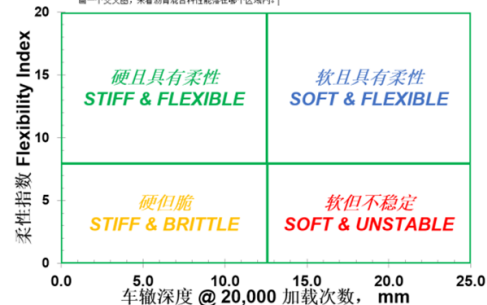 20
硬且具有柔性
STIFF & FLEXIBLE
软且具有柔性
SOFT & FLEXIBLE
15
10
硬但脆
STIFF & BRITTLE
软但不稳定
SOFT & UNSTABLE
5
0
柔性指数 Flexibility Index
0.0 5.0 10.0 15.0 20.0 25.0
车辙深度 @ 20,000 加载次数， mm